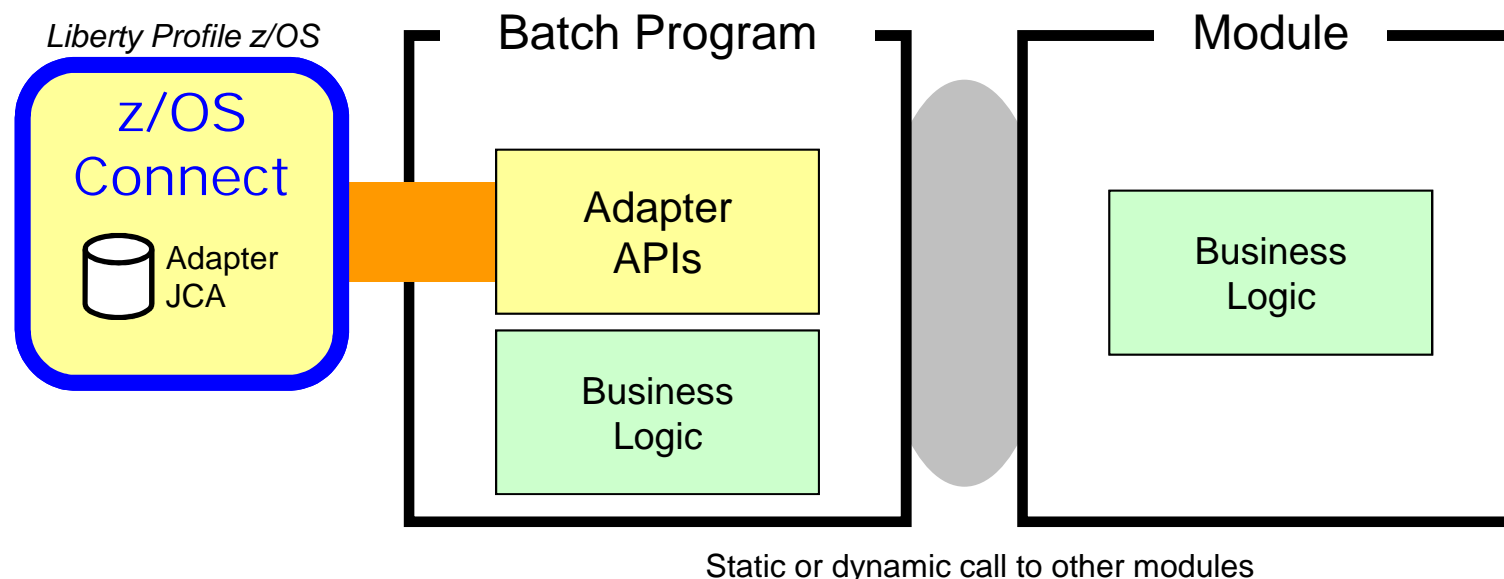 Liberty Profile z/OS
z/OS
Connect
Adapter
JCA
Batch Program
Adapter
APIs
Business
Logic
Module
Business
Logic
Static or dynamic call to other modules